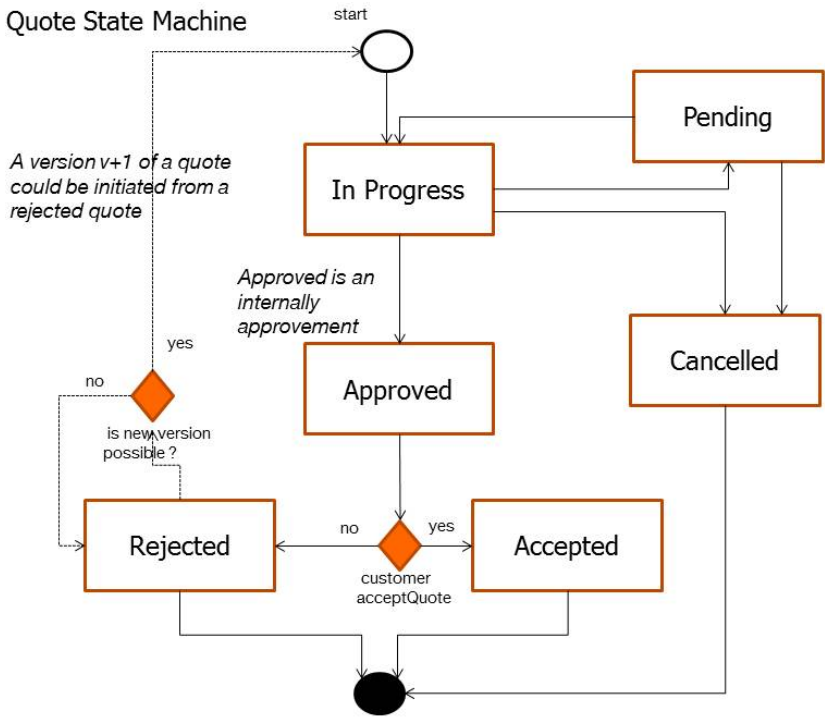 Quote State Machine
start
Pending
A version v+1 of a quote
could be initiated from a
rejected quote
In Progress
Approved is an
internally
approvement
yes
Cancelled
no
Approved
is new version
possible ?
no
yes
Rejected
Accepted
customer
acceptQuote